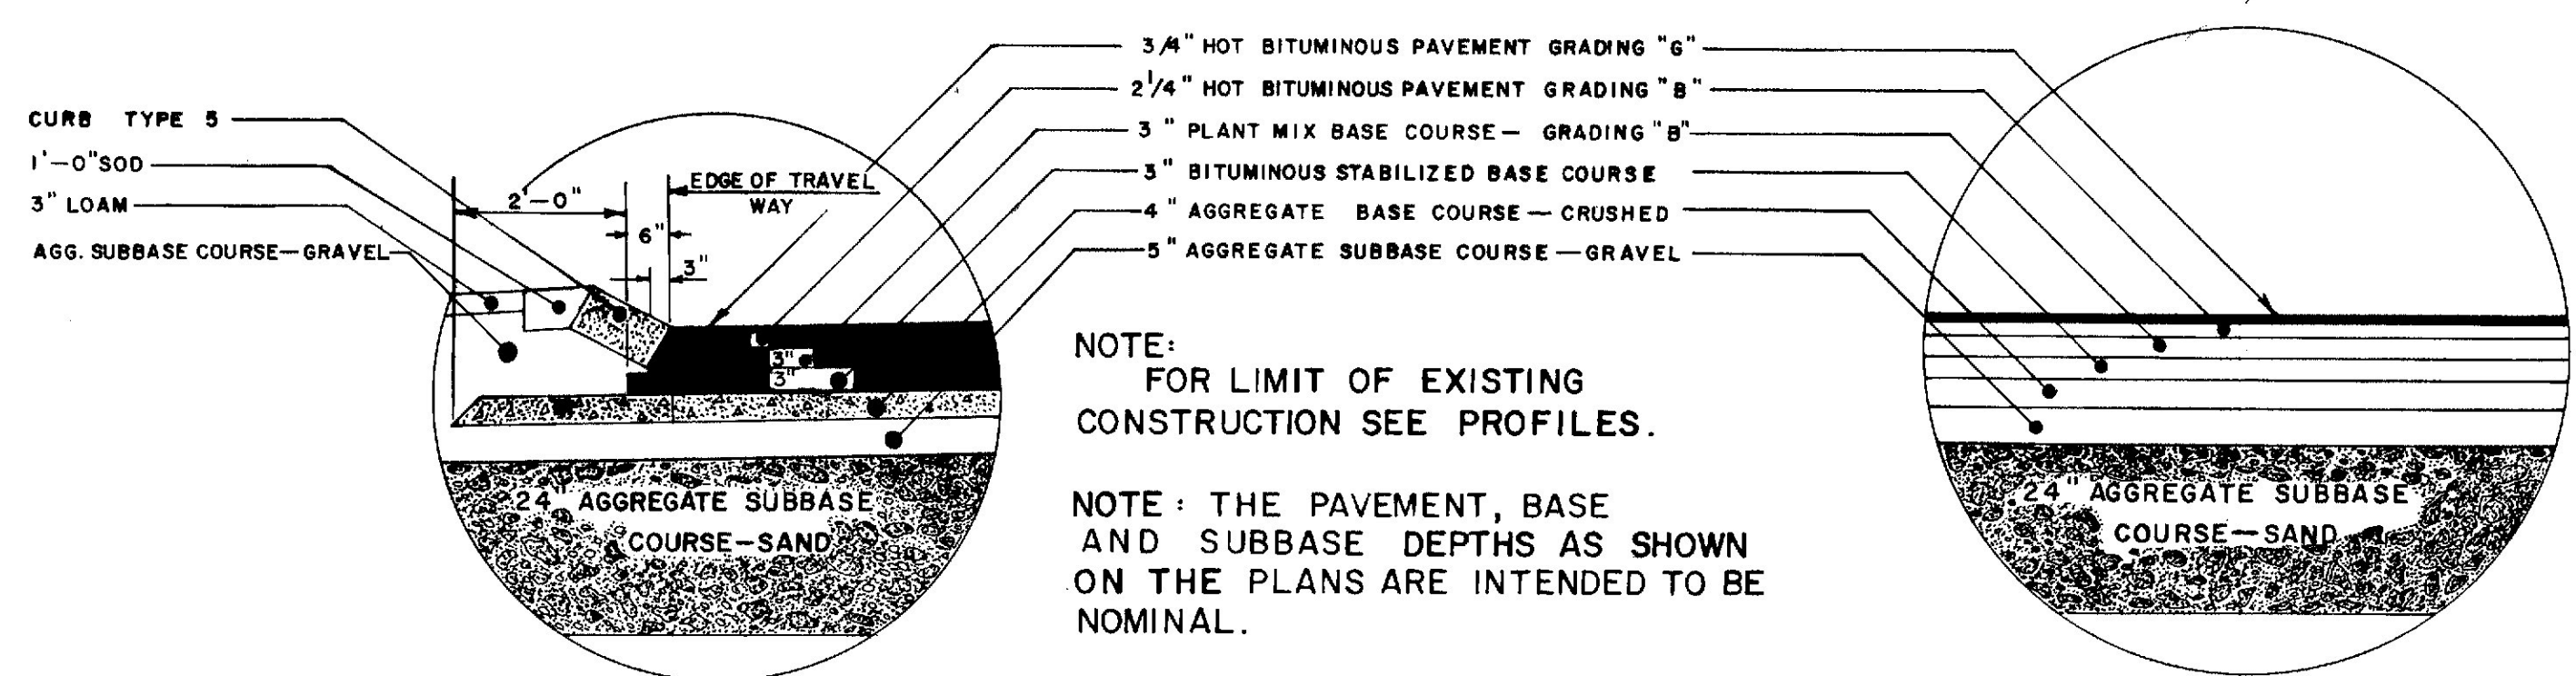 3/4" HOT BITUMINOUS PAVEMENT GRADING "G"
2 1/4" HOT BITUMINOUS PAVEMENT GRADING "B"
3" PLANT MIX BASE COURSE— GRADING "B"
3" BITUMINOUS STABILIZED BASE COURSE
4" AGGREGATE BASE COURSE—CRUSHED
5" AGGREGATE SUBBASE COURSE—GRAVEL
CURB TYPE 5
1'-0" SOD
3" LOAM
AGG. SUBBASE COURSE—GRAVEL
2'-0"
EDGE OF TRAVEL
WAY
6"
3"
3"
3"
24" AGGREGATE SUBBASE
COURSE—SAND
NOTE:
FOR LIMIT OF EXISTING
CONSTRUCTION SEE PROFILES.
NOTE: THE PAVEMENT, BASE
AND SUBBASE DEPTHS AS SHOWN
ON THE PLANS ARE INTENDED TO BE
NOMINAL.
24" AGGREGATE SUBBASE
COURSE—SAND